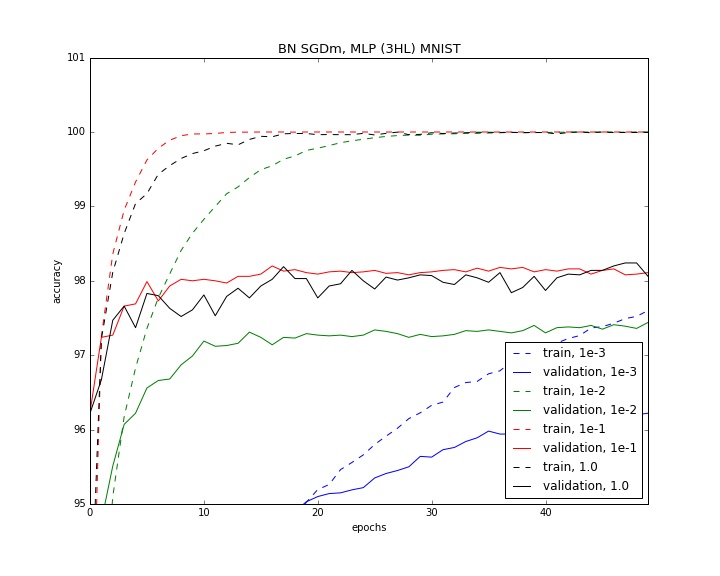 BN SGDm, MLP (3HL) MNIST
101
100
99
98
97
96
95
accuracy
0
10
20
30
40
epochs
train, 1e-3
validation, 1e-3
train, 1e-2
validation, 1e-2
train, 1e-1
validation, 1e-1
train, 1.0
validation, 1.0